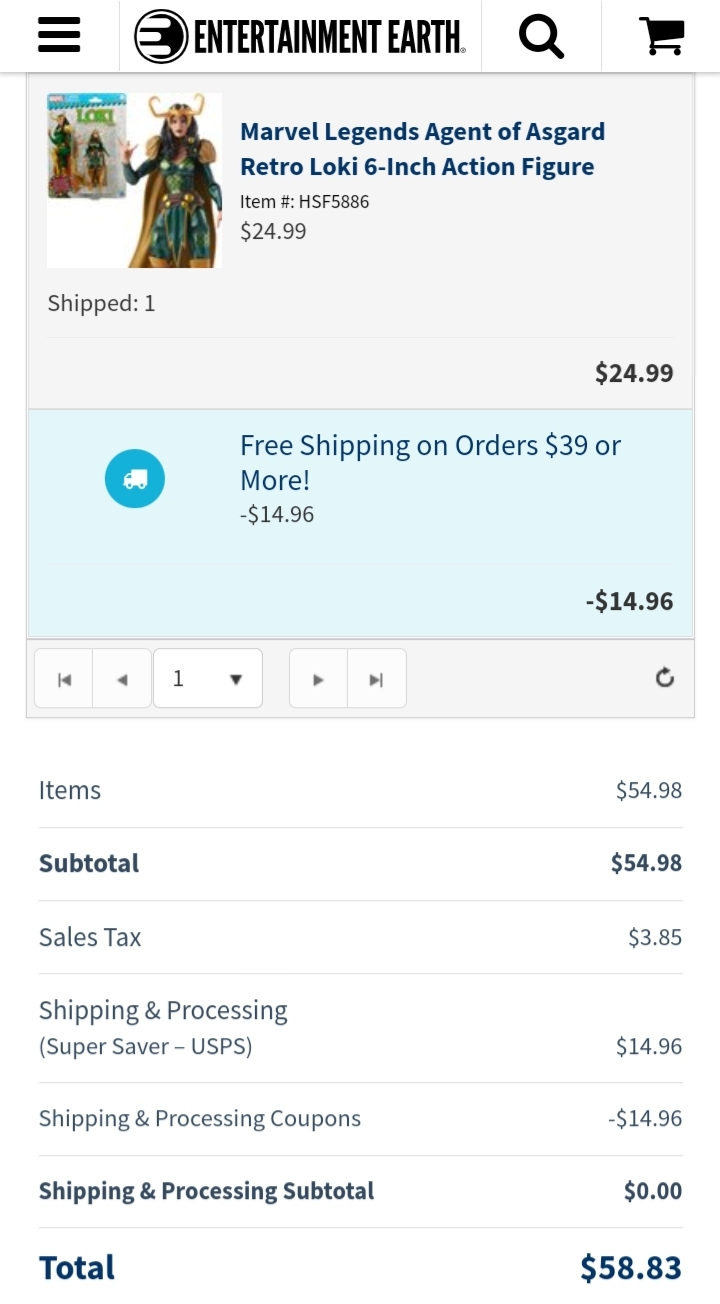 ENTERTAINMENT EARTH
LOKI
Marvel Legends Agent of Asgard
Retro Loki 6-Inch Action Figure
Item #: HSF5886
$24.99
Shipped: 1
$24.99
Free Shipping on Orders $39 or
More!
-$14.96
-$14.96
1
Items $54.98
Subtotal $54.98
Sales Tax $3.85
Shipping & Processing
(Super Saver – USPS) $14.96
Shipping & Processing Coupons -$14.96
Shipping & Processing Subtotal $0.00
Total $58.83